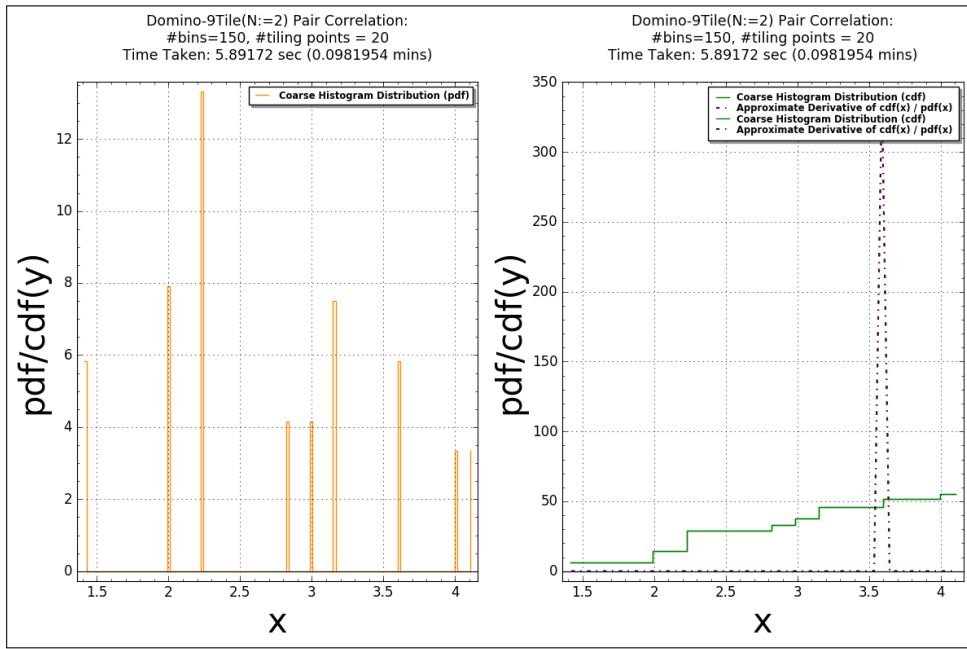 Domino-9Tile(N:=2) Pair Correlation:
#bins=150, #tiling points = 20
Time Taken: 5.89172 sec (0.0981954 mins)
Coarse Histogram Distribution (pdf)
12
10
8
6
4
2
0
pdf/cdf(y)
1.5 2 2.5 3 3.5 4
x
Domino-9Tile(N:=2) Pair Correlation:
#bins=150, #tiling points = 20
Time Taken: 5.89172 sec (0.0981954 mins)
Coarse Histogram Distribution (cdf)
Approximate Derivative of cdf(x) / pdf(x)
Coarse Histogram Distribution (cdf)
Approximate Derivative of cdf(x) / pdf(x)
350
300
250
200
150
100
50
0
pdf/cdf(y)
1.5 2 2.5 3 3.5 4
x